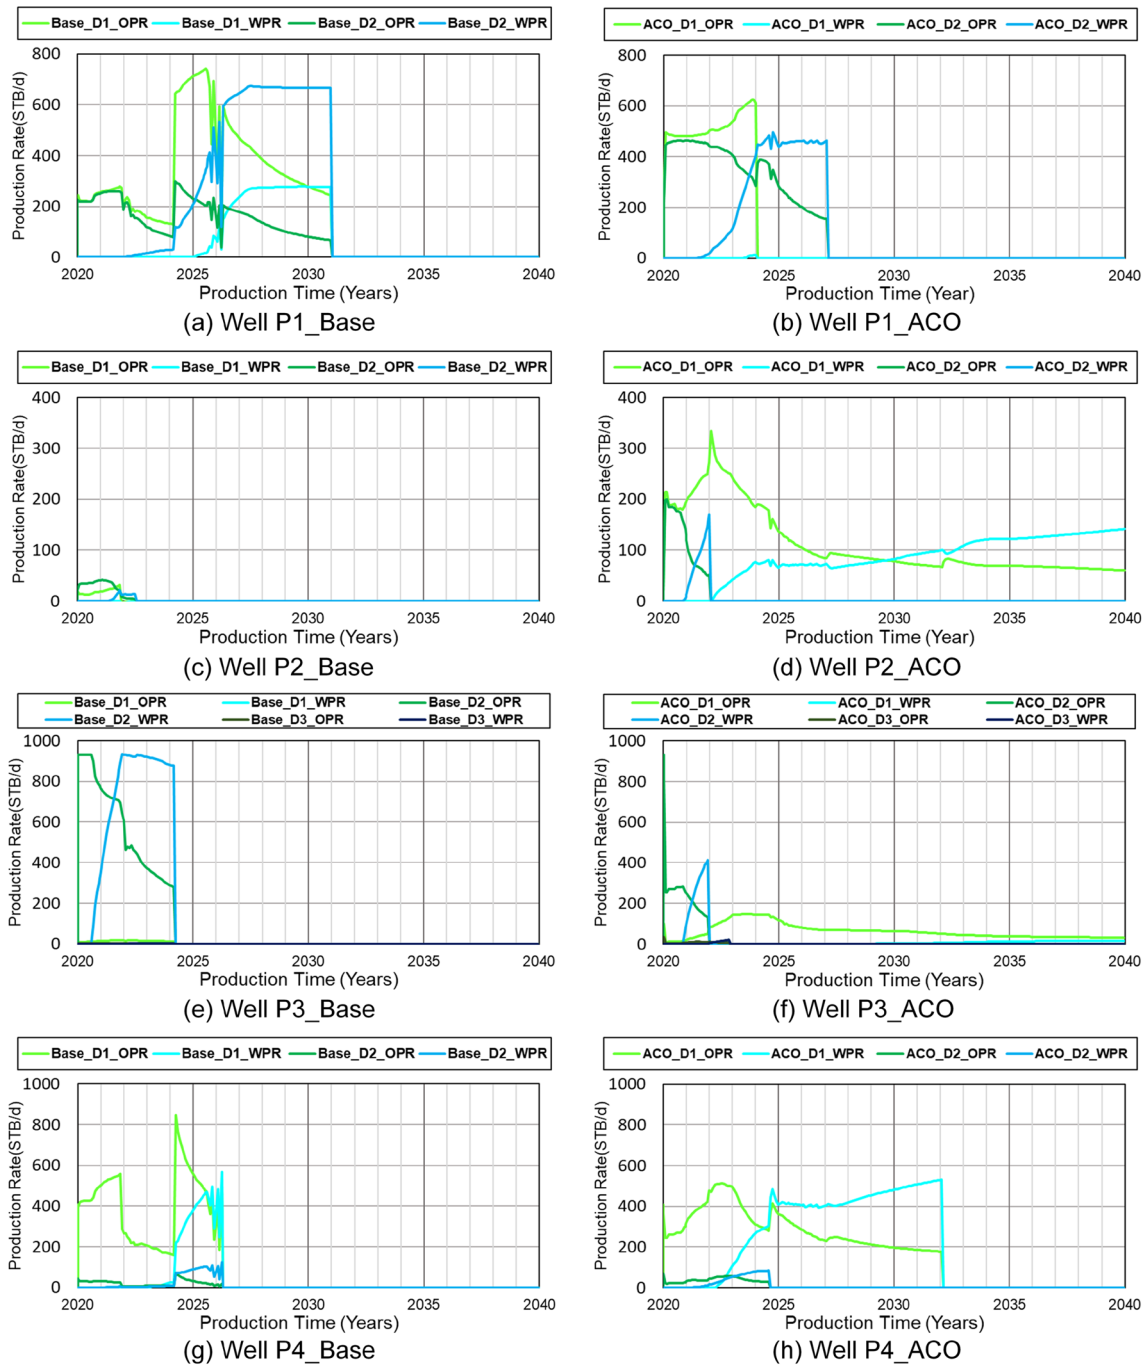 Base_D1_OPR Base_D1_WPR Base_D2_OPR Base_D2_WPR
Production Rate(STB/d)
800
600
400
200
0
2020 2025 2030 2035 2040
Production Time (Years)
(a) Well P1_Base
ACO_D1_OPR ACO_D1_WPR ACO_D2_OPR ACO_D2_WPR
Production Rate(STB/d)
800
600
400
200
0
2020 2025 2030 2035 2040
Production Time (Year)
(b) Well P1_ACO
Base_D1_OPR Base_D1_WPR Base_D2_OPR Base_D2_WPR
Production Rate(STB/d)
400
300
200
100
0
2020 2025 2030 2035 2040
Production Time (Years)
(c) Well P2_Base
ACO_D1_OPR ACO_D1_WPR ACO_D2_OPR ACO_D2_WPR
Production Rate(STB/d)
400
300
200
100
0
2020 2025 2030 2035 2040
Production Time (Years)
(d) Well P2_ACO
Base_D1_OPR Base_D1_WPR Base_D2_OPR
Base_D2_WPR Base_D3_OPR Base_D3_WPR
Production Rate(STB/d)
1000
800
600
400
200
0
2020 2025 2030 2035 2040
Production Time (Years)
(e) Well P3_Base
ACO_D1_OPR ACO_D1_WPR ACO_D2_OPR
ACO_D2_WPR ACO_D3_OPR ACO_D3_WPR
Production Rate(STB/d)
1000
800
600
400
200
0
2020 2025 2030 2035 2040
Production Time (Years)
(f) Well P3_ACO
Base_D1_OPR Base_D1_WPR Base_D2_OPR Base_D2_WPR
Production Rate(STB/d)
1000
800
600
400
200
0
2020 2025 2030 2035 2040
Production Time (Years)
(g) Well P4_Base
ACO_D1_OPR ACO_D1_WPR ACO_D2_OPR ACO_D2_WPR
Production Rate(STB/d)
1000
800
600
400
200
0
2020 2025 2030 2035 2040
Production Time (Years)
(h) Well P4_ACO